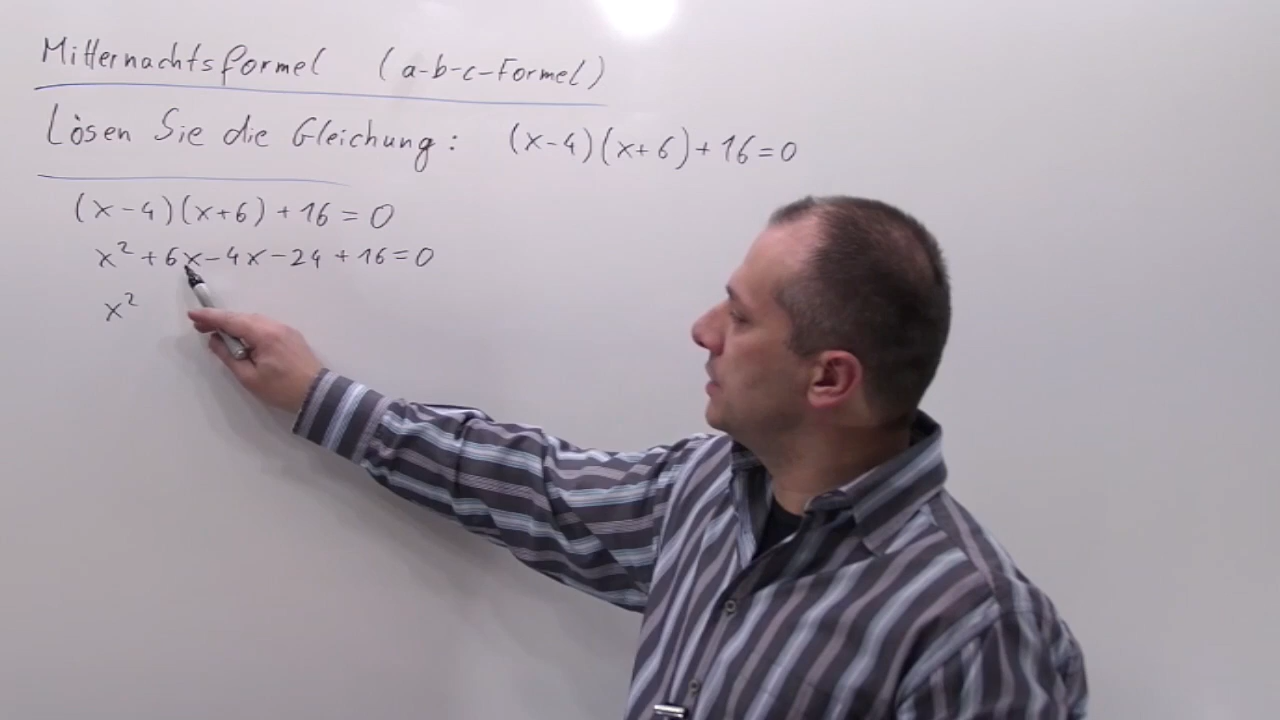 Mitternachtsformel (a-b-c-Formel)
Lösen Sie die Gleichung: (x-4)(x+6)+16=0
(x-4)(x+6)+16=0
x²+6x-4x-24+16=0
x²